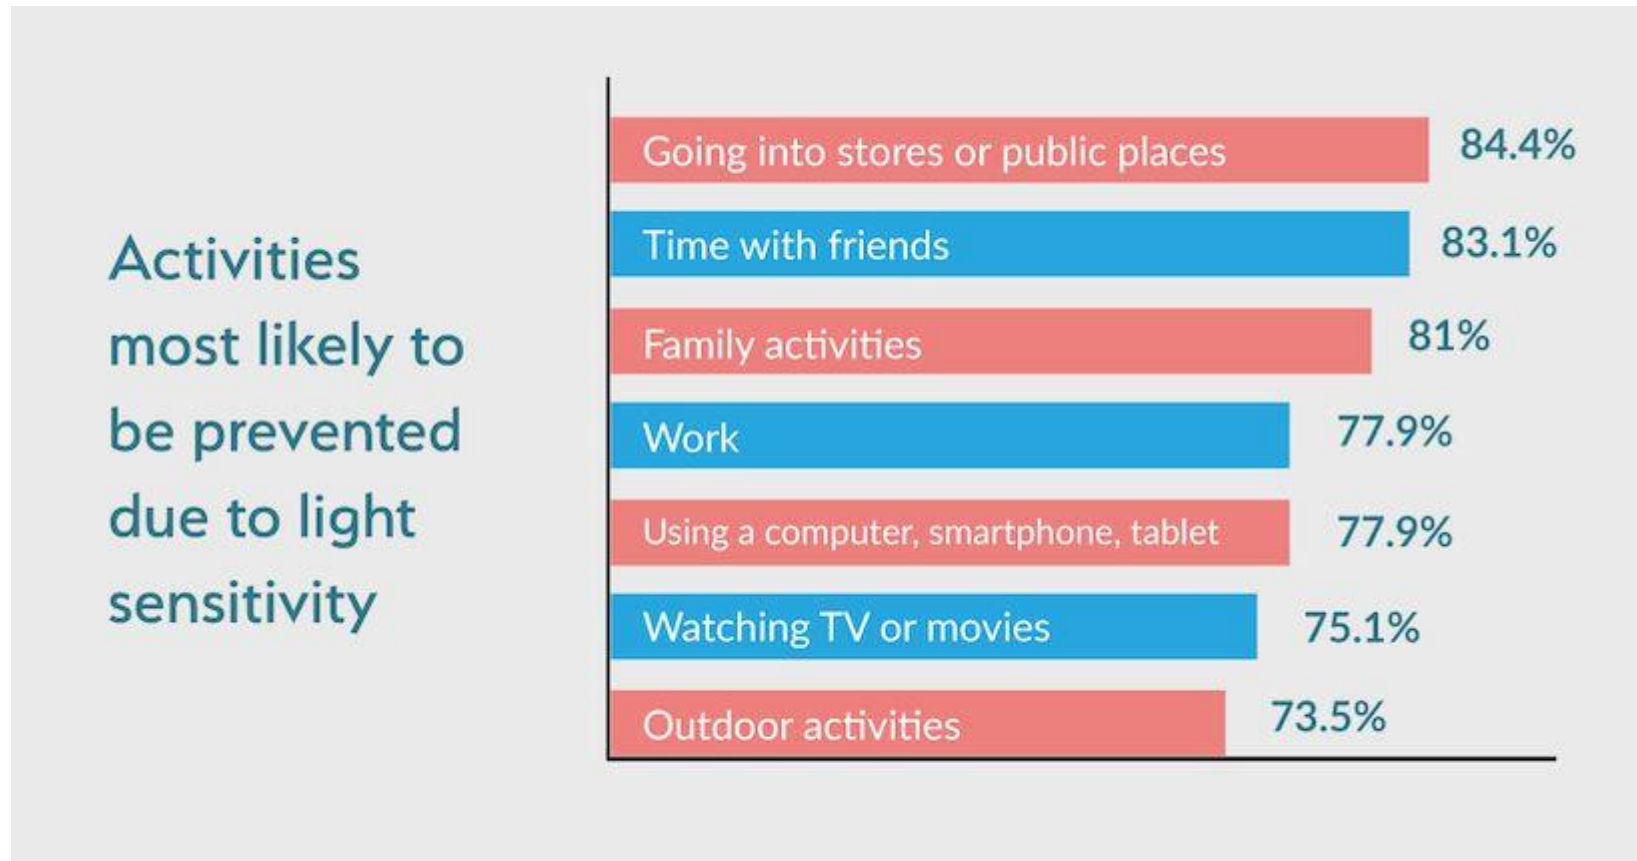 Activities
most likely to
be prevented
due to light
sensitivity
Going into stores or public places 84.4%
Time with friends 83.1%
Family activities 81%
Work 77.9%
Using a computer, smartphone, tablet 77.9%
Watching TV or movies 75.1%
Outdoor activities 73.5%